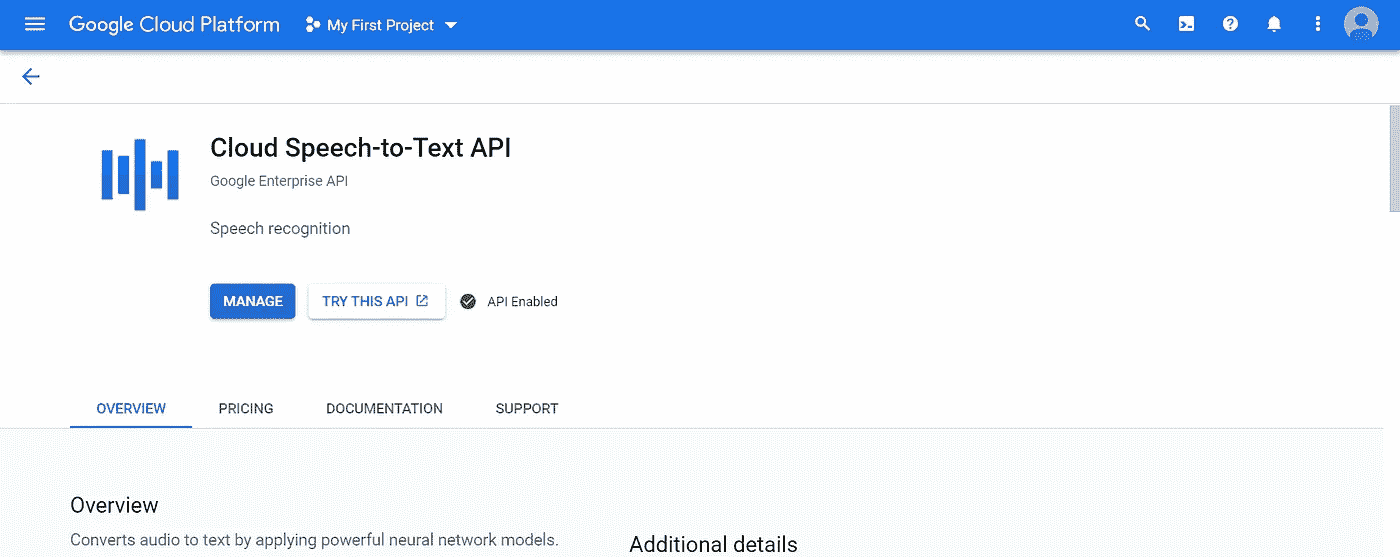 Google Cloud Platform My First Project
Cloud Speech-to-Text API
Google Enterprise API
Speech recognition
MANAGE TRY THIS API API Enabled
OVERVIEW PRICING DOCUMENTATION SUPPORT
Overview
Converts audio to text by applying powerful neural network models.
Additional details